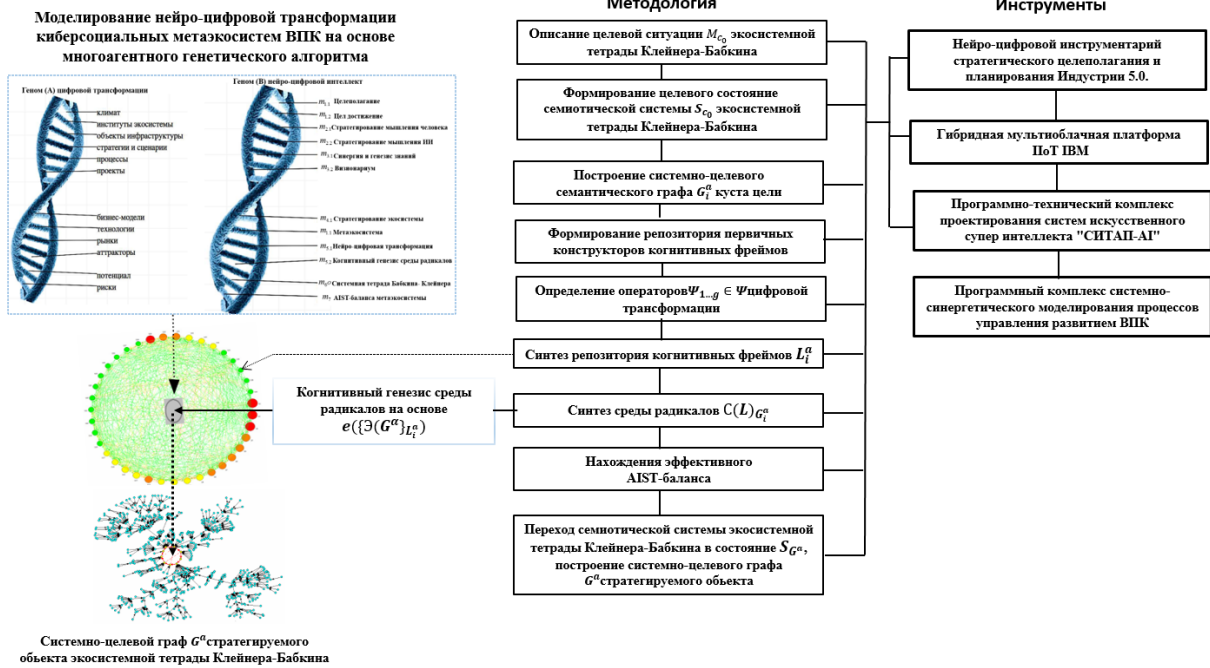 Моделирование нейро-цифровой трансформации
киберсоциальных метаэкосистем ВПК на основе
многоагентного генетического алгоритма
Геном (А) цифровой трансформации
климат
институты экосистемы
объекты инфраструктуры
стратегии и сценарии
процессы
проекты
бизнес-модели
технологии
рынки
аттракторы
потенциал
риски
Геном (В) нейро-цифровой интеллект
Целеполагание
Цел достижение
Стратегирование мышления человека
Стратегирование мышления ИИ
Синергия и генезис знаний
Визионариум
Стратегирование экосистемы
Метаэкосистема
Нейро-цифровая трансформация
Когнитивный генезис среды радикалов
Системная тетрада Бабкина- Клейнера
AIST-баланса метаэкосистемы
Когнитивный генезис среды
радикалов на основе
e({Э(Gᵃ}_{L_i^a})
Системно-целевой граф Gᵃстратегируемого
обьекта экосистемной тетрады Клейнера-Бабкина
Методология
Описание целевой ситуации M_{c_0} экосистемной
тетрады Клейнера-Бабкина
Формирование целевого состояние
семиотической системы S_{c_0} экосистемной
тетрады Клейнера-Бабкина
Построение системно-целевого
семантического графа G_i^a куста цели
Формирование репозитория первичных
конструкторов когнитивных фреймов
Определение операторовΨ_{1...g} ∈ Ψцифровой
трансформации
Синтез репозитория когнитивных фреймов L_i^a
Синтез среды радикалов C(L)_{G_i^a}
Нахождения эффективного
AIST-баланса
Переход семиотической системы экосистемной
тетрады Клейнера-Бабкина в состояние S_{G^a},
построение системно-целевого графа
Gᵃстратегируемого обьекта
Инструменты
Нейро-цифровой инструментарий
стратегического целеполагания и
планирования Индустрии 5.0.
Гибридная мультиоблачная платформа
ПоТ IBM
Программно-технический комплекс
проектирования систем искусственного
супер интеллекта "СИТАП-AI"
Программный комплекс системно-
синергетического моделирования процессов
управления развитием ВПК